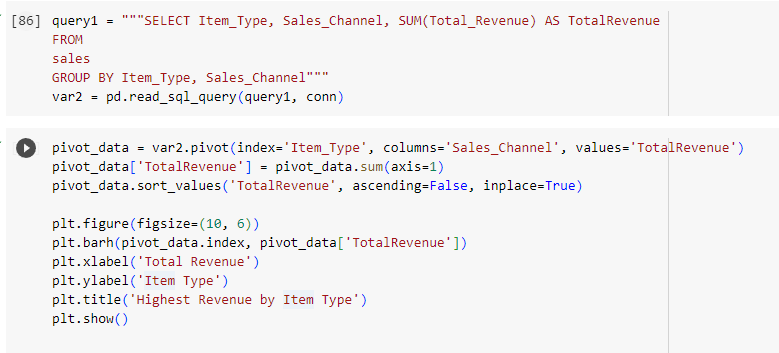 [86] query1 = """SELECT Item_Type, Sales_Channel, SUM(Total_Revenue) AS TotalRevenue
FROM
sales
GROUP BY Item_Type, Sales_Channel"""
var2 = pd.read_sql_query(query1, conn)
pivot_data = var2.pivot(index='Item_Type', columns='Sales_Channel', values='TotalRevenue')
pivot_data['TotalRevenue'] = pivot_data.sum(axis=1)
pivot_data.sort_values('TotalRevenue', ascending=False, inplace=True)
plt.figure(figsize=(10, 6))
plt.barh(pivot_data.index, pivot_data['TotalRevenue'])
plt.xlabel('Total Revenue')
plt.ylabel('Item Type')
plt.title('Highest Revenue by Item Type')
plt.show()